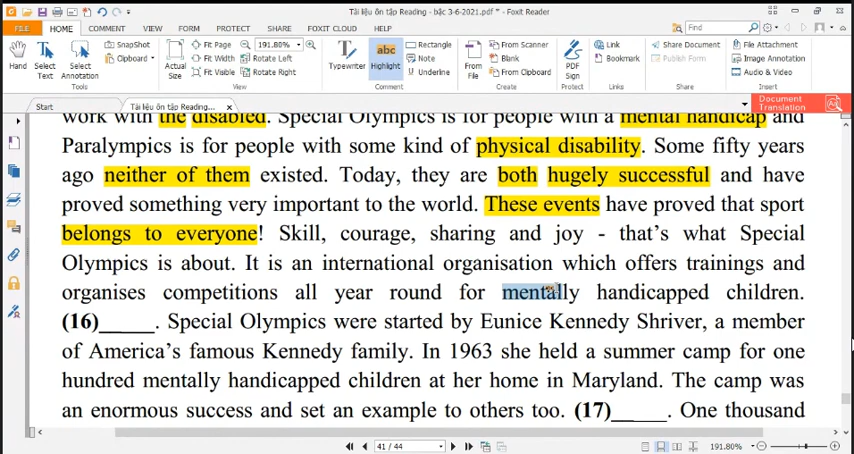 Tài liệu ôn tập Reading - bậc 3-6-2021.pdf * - Foxit Reader
FILE HOME COMMENT VIEW FORM PROTECT SHARE FOXIT CLOUD HELP Find
Hand Select Text Select Annotation SnapShot Clipboard Actual Size Fit Page Fit Width Fit Visible 191.80% Rotate Left Rotate Right Typewriter Highlight Rectangle Note Underline From File From Scanner Blank From Clipboard PDF Sign Link Bookmark Share Document Publish Form File Attachment Image Annotation Audio & Video
Tools View Comment Create Protect Links Share Insert
Start Tài liệu ôn tập Reading... Document Translation
work with the disabled. Special Olympics is for people with a mental handicap and
Paralympics is for people with some kind of physical disability. Some fifty years
ago neither of them existed. Today, they are both hugely successful and have
proved something very important to the world. These events have proved that sport
belongs to everyone! Skill, courage, sharing and joy - that's what Special
Olympics is about. It is an international organisation which offers trainings and
organises competitions all year round for mentally handicapped children.
(16)_____. Special Olympics were started by Eunice Kennedy Shriver, a member
of America's famous Kennedy family. In 1963 she held a summer camp for one
hundred mentally handicapped children at her home in Maryland. The camp was
an enormous success and set an example to others too. (17)_____. One thousand
41 / 44 191.80%